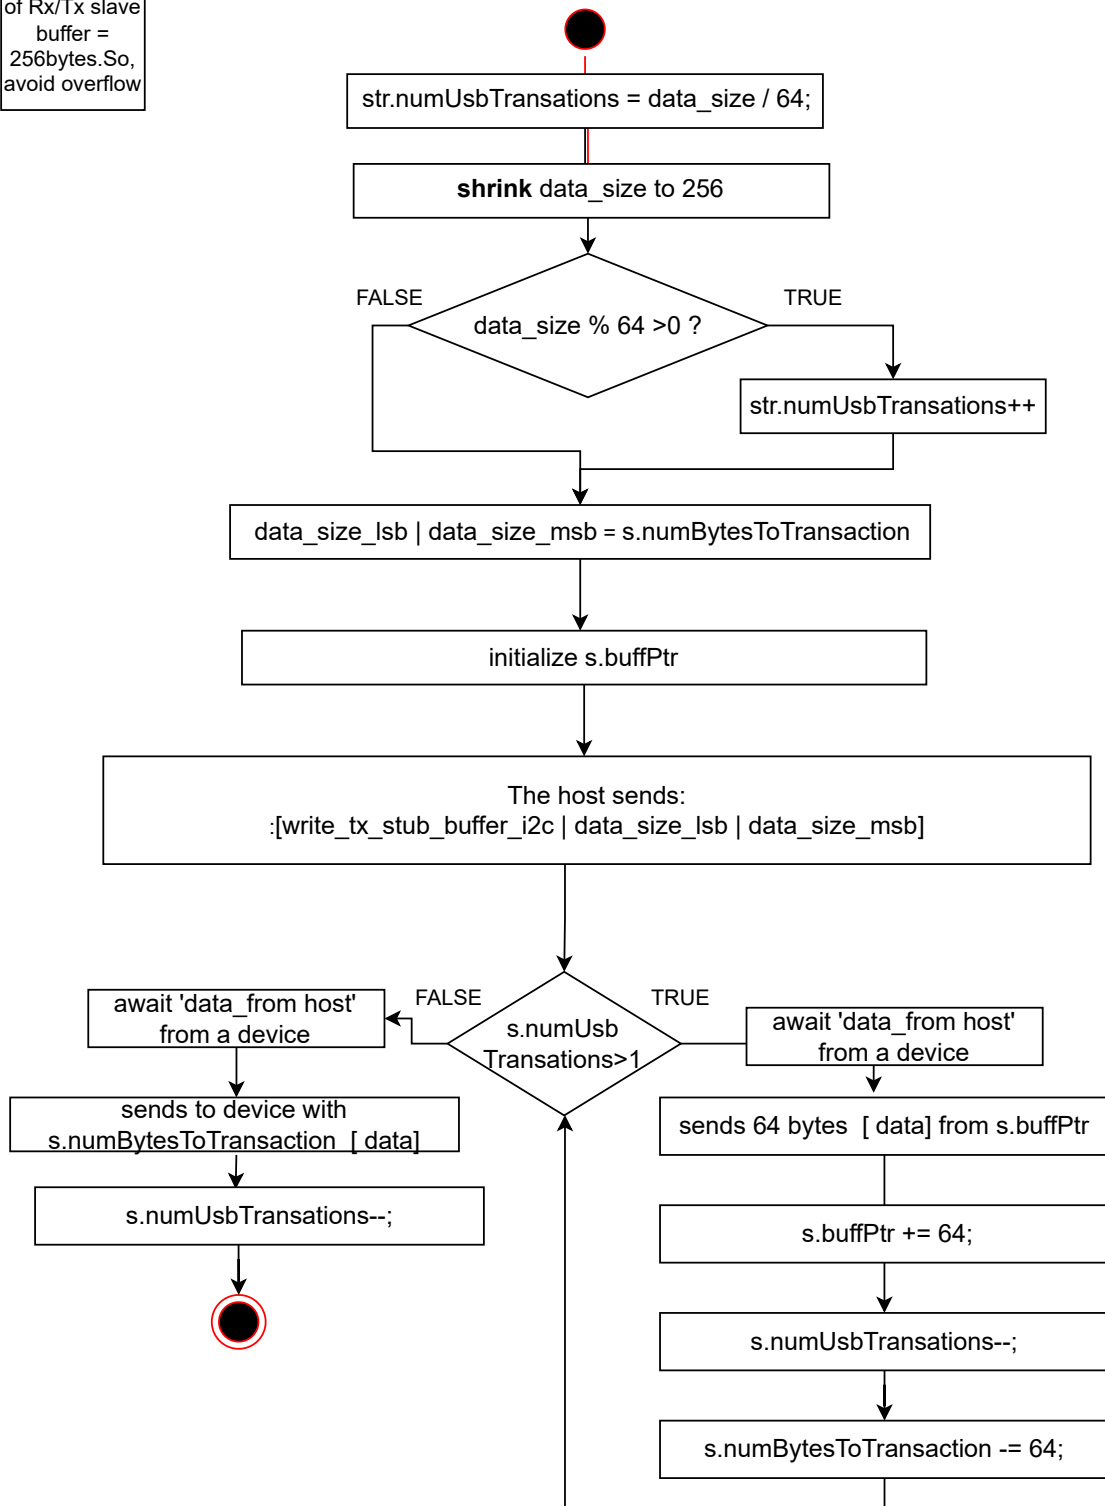 of Rx/Tx slave
buffer =
256bytes.So,
avoid overflow
str.numUsbTransations = data_size / 64;
shrink data_size to 256
FALSE
TRUE
data_size % 64 >0 ?
str.numUsbTransations++
data_size_lsb | data_size_msb = s.numBytesToTransaction
initialize s.buffPtr
The host sends:
:[write_tx_stub_buffer_i2c | data_size_lsb | data_size_msb]
FALSE
TRUE
s.numUsb
Transations>1
await 'data_from host'
from a device
sends to device with
s.numBytesToTransaction [ data]
s.numUsbTransations--;
await 'data_from host'
from a device
sends 64 bytes [ data] from s.buffPtr
s.buffPtr += 64;
s.numUsbTransations--;
s.numBytesToTransaction -= 64;